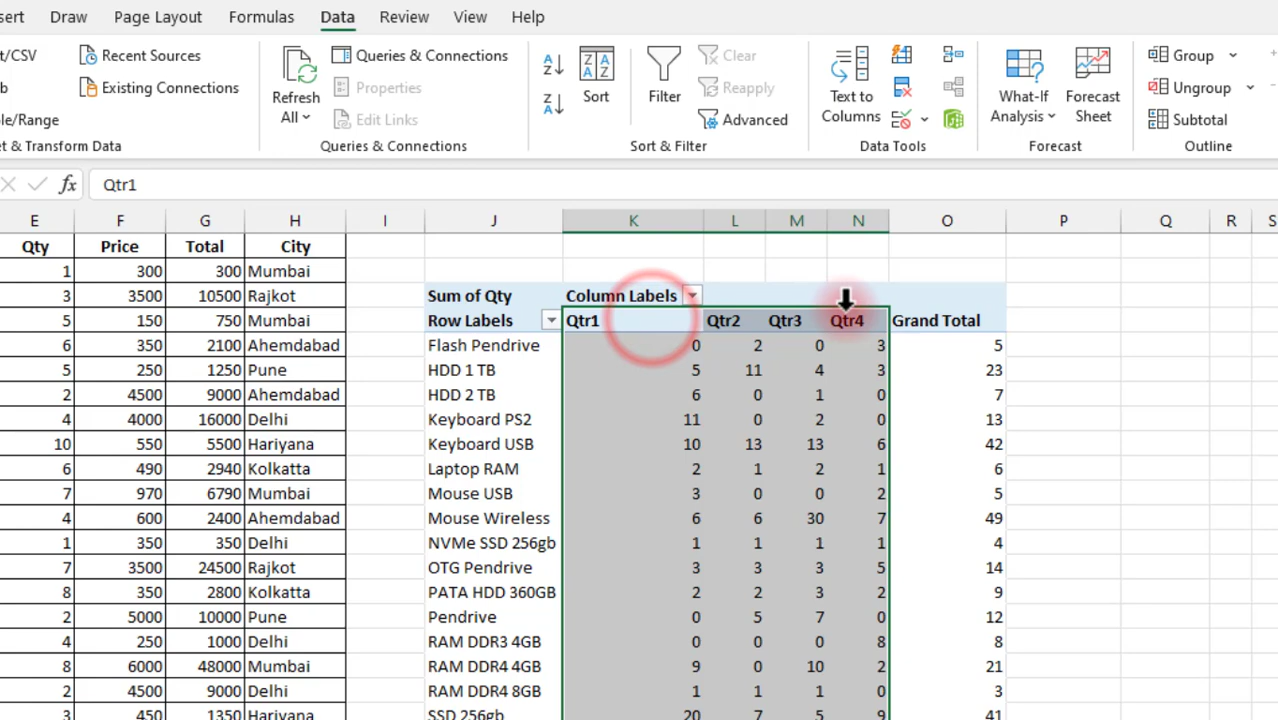 sert Draw Page Layout Formulas Data Review View Help
t/CSV Recent Sources Queries & Connections Clear Group
b Existing Connections Properties Reapply Ungroup
le/Range Edit Links Advanced Subtotal
Refresh All Sort Filter Text to Columns What-If Analysis Forecast Sheet
t & Transform Data Queries & Connections Sort & Filter Data Tools Forecast Outline
fx Qtr1
E F G H I J K L M N O P Q R S
Qty Price Total City
1 300 300 Mumbai
3 3500 10500 Rajkot Sum of Qty Column Labels
5 150 750 Mumbai Row Labels Qtr1 Qtr2 Qtr3 Qtr4 Grand Total
6 350 2100 Ahemdabad Flash Pendrive 0 2 0 3 5
5 250 1250 Pune HDD 1 TB 5 11 4 3 23
2 4500 9000 Ahemdabad HDD 2 TB 6 0 1 0 7
4 4000 16000 Delhi Keyboard PS2 11 0 2 0 13
10 550 5500 Hariyana Keyboard USB 10 13 13 6 42
6 490 2940 Kolkatta Laptop RAM 2 1 2 1 6
7 970 6790 Mumbai Mouse USB 3 0 0 2 5
4 600 2400 Ahemdabad Mouse Wireless 6 6 30 7 49
1 350 350 Delhi NVMe SSD 256gb 1 1 1 1 4
7 3500 24500 Rajkot OTG Pendrive 3 3 3 5 14
8 350 2800 Kolkatta PATA HDD 360GB 2 2 3 2 9
2 5000 10000 Pune Pendrive 0 5 7 0 12
4 250 1000 Delhi RAM DDR3 4GB 0 0 0 8 8
8 6000 48000 Mumbai RAM DDR4 4GB 9 0 10 2 21
2 4500 9000 Delhi RAM DDR4 8GB 1 1 1 0 3
3 450 1350 Hariyana SSD 256gb 20 7 5 9 41